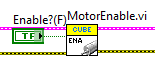 Enable?(F) MotorEnable.vi
TF
CUBE
ENA